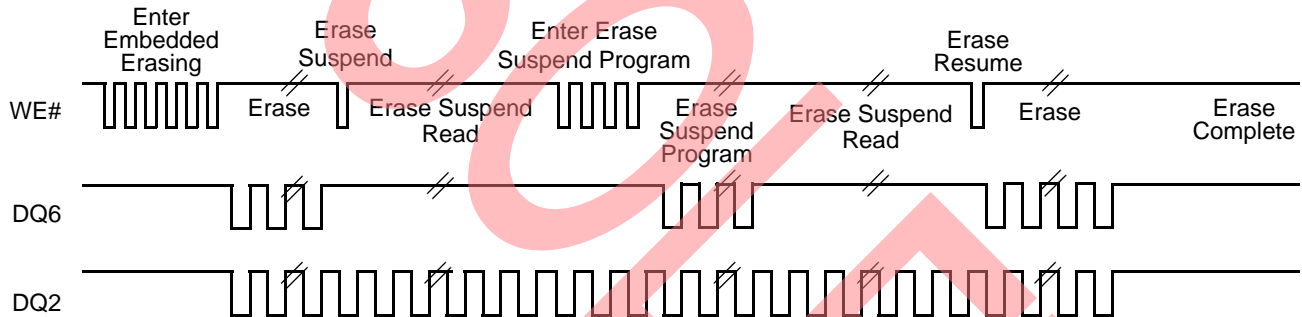 Enter
Embedded
Erasing
Erase
Suspend
Enter Erase
Suspend Program
Erase
Resume
WE#
Erase
Erase Suspend
Read
Erase
Suspend
Program
Erase Suspend
Read
Erase
Erase
Complete
DQ6
DQ2